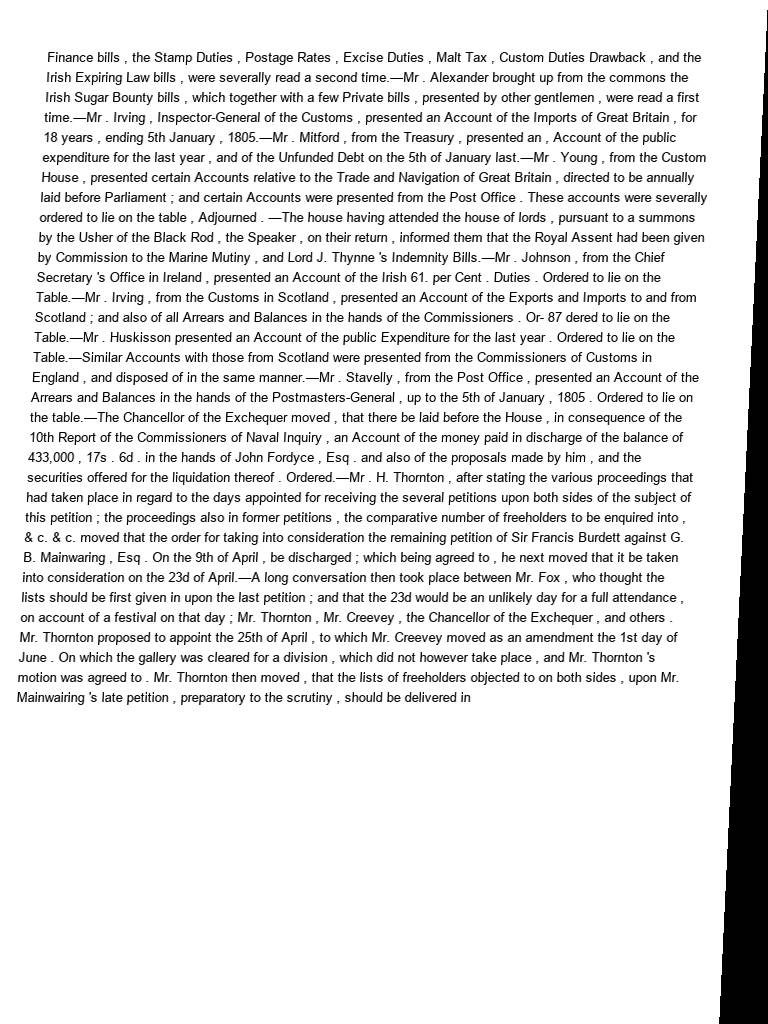 Finance bills , the Stamp Duties , Postage Rates , Excise Duties , Malt Tax , Custom Duties Drawback , and the
Irish Expiring Law bills , were severally read a second time.—Mr . Alexander brought up from the commons the
Irish Sugar Bounty bills , which together with a few Private bills , presented by other gentlemen , were read a first
time.—Mr . Irving , Inspector-General of the Customs , presented an Account of the Imports of Great Britain , for
18 years , ending 5th January , 1805.—Mr . Mitford , from the Treasury , presented an , Account of the public
expenditure for the last year , and of the Unfunded Debt on the 5th of January last.—Mr . Young , from the Custom
House , presented certain Accounts relative to the Trade and Navigation of Great Britain , directed to be annually
laid before Parliament ; and certain Accounts were presented from the Post Office . These accounts were severally
ordered to lie on the table , Adjourned . —The house having attended the house of lords , pursuant to a summons
by the Usher of the Black Rod , the Speaker , on their return , informed them that the Royal Assent had been given
by Commission to the Marine Mutiny , and Lord J. Thynne 's Indemnity Bills.—Mr . Johnson , from the Chief
Secretary 's Office in Ireland , presented an Account of the Irish 61. per Cent . Duties . Ordered to lie on the
Table.—Mr . Irving , from the Customs in Scotland , presented an Account of the Exports and Imports to and from
Scotland ; and also of all Arrears and Balances in the hands of the Commissioners . Or- 87 dered to lie on the
Table.—Mr . Huskisson presented an Account of the public Expenditure for the last year . Ordered to lie on the
Table.—Similar Accounts with those from Scotland were presented from the Commissioners of Customs in
England , and disposed of in the same manner.—Mr . Stavelly , from the Post Office , presented an Account of the
Arrears and Balances in the hands of the Postmasters-General , up to the 5th of January , 1805 . Ordered to lie on
the table.—The Chancellor of the Exchequer moved , that there be laid before the House , in consequence of the
10th Report of the Commissioners of Naval Inquiry , an Account of the money paid in discharge of the balance of
433,000 , 17s . 6d . in the hands of John Fordyce , Esq . and also of the proposals made by him , and the
securities offered for the liquidation thereof . Ordered.—Mr . H. Thornton , after stating the various proceedings that
had taken place in regard to the days appointed for receiving the several petitions upon both sides of the subject of
this petition ; the proceedings also in former petitions , the comparative number of freeholders to be enquired into ,
& c. & c. moved that the order for taking into consideration the remaining petition of Sir Francis Burdett against G.
B. Mainwaring , Esq . On the 9th of April , be discharged ; which being agreed to , he next moved that it be taken
into consideration on the 23d of April.—A long conversation then took place between Mr. Fox , who thought the
lists should be first given in upon the last petition ; and that the 23d would be an unlikely day for a full attendance ,
on account of a festival on that day ; Mr. Thornton , Mr. Creevey , the Chancellor of the Exchequer , and others .
Mr. Thornton proposed to appoint the 25th of April , to which Mr. Creevey moved as an amendment the 1st day of
June . On which the gallery was cleared for a division , which did not however take place , and Mr. Thornton 's
motion was agreed to . Mr. Thornton then moved , that the lists of freeholders objected to on both sides , upon Mr.
Mainwairing 's late petition , preparatory to the scrutiny , should be delivered in